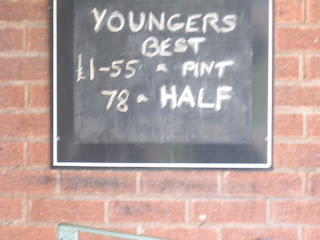 YOUNGERS
BEST
£1-55 a PINT
78 a HALF